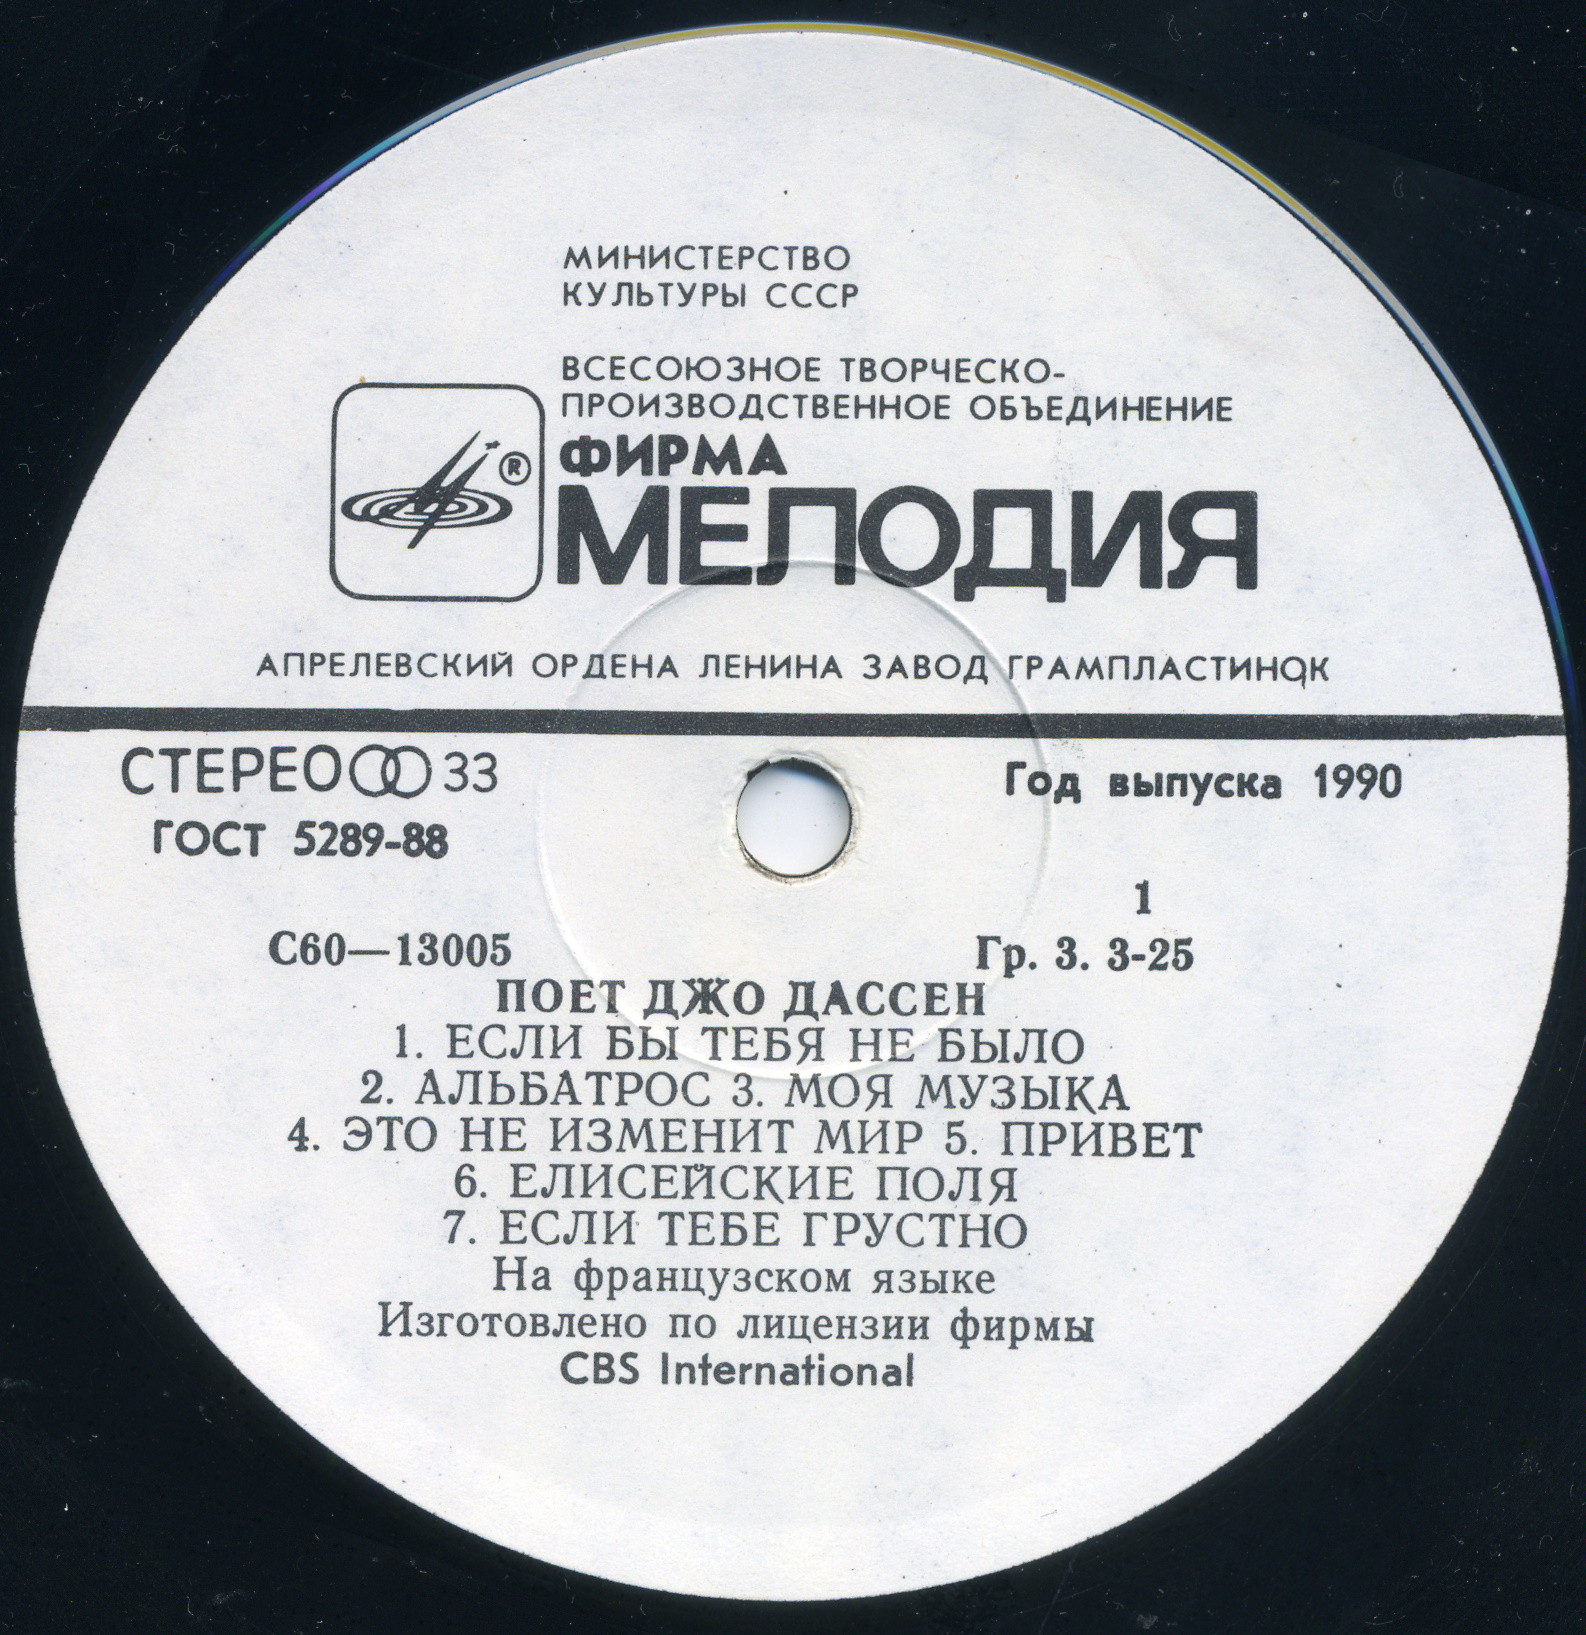 МИНИСТЕРСТВО
КУЛЬТУРЫ СССР
ВСЕСОЮЗНОЕ ТВОРЧЕСКО-
ПРОИЗВОДСТВЕННОЕ ОБЪЕДИНЕНИЕ
®
ФИРМА
МЕЛОДИЯ
АПРЕЛЕВСКИЙ ОРДЕНА ЛЕНИНА ЗАВОД ГРАМПЛАСТИНОК
СТЕРЕО 33
Год выпуска 1990
ГОСТ 5289-88
1
С60—13005
Гр. 3. 3-25
ПОЕТ ДЖО ДАССЕН
1. ЕСЛИ БЫ ТЕБЯ НЕ БЫЛО
2. АЛЬБАТРОС 3. МОЯ МУЗЫКА
4. ЭТО НЕ ИЗМЕНИТ МИР 5. ПРИВЕТ
6. ЕЛИСЕЙСКИЕ ПОЛЯ
7. ЕСЛИ ТЕБЕ ГРУСТНО
На французском языке
Изготовлено по лицензии фирмы
CBS International